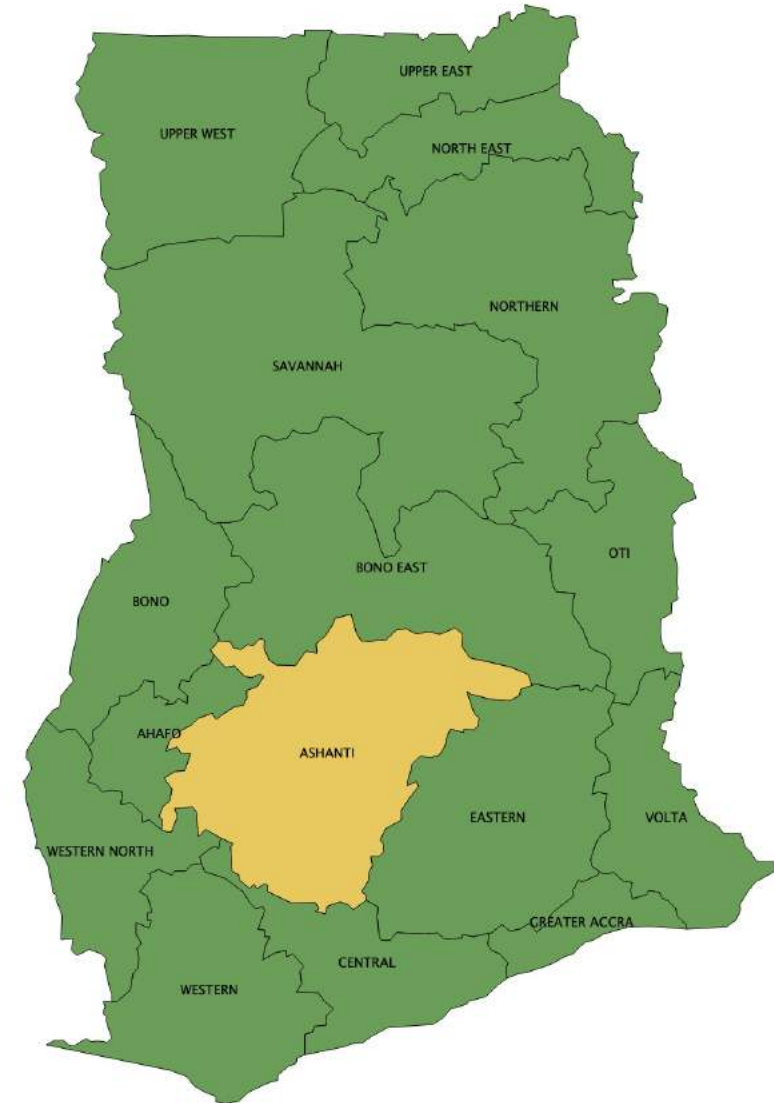 UPPER EAST
UPPER WEST
NORTH EAST
NORTHERN
SAVANNAH
OTI
BONO EAST
BONO
AHAFO
ASHANTI
EASTERN
VOLTA
WESTERN NORTH
GREATER ACCRA
CENTRAL
WESTERN